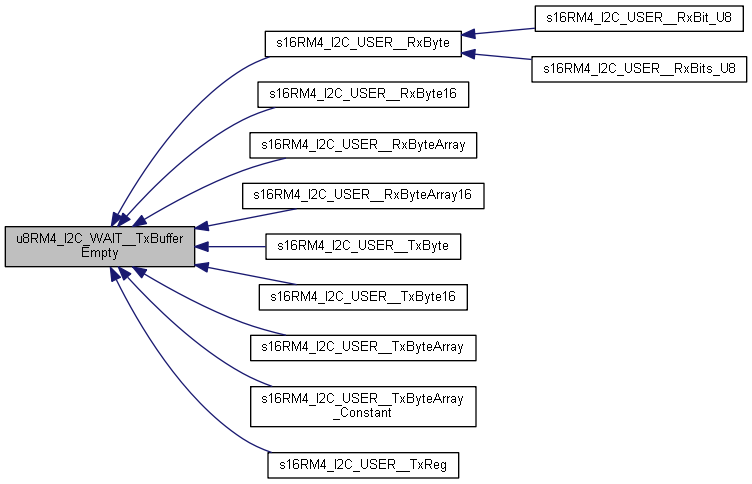 s16RM4_I2C_USER__RxBit_U8
s16RM4_I2C_USER__RxByte
s16RM4_I2C_USER__RxBits_U8
s16RM4_I2C_USER__RxByte16
s16RM4_I2C_USER__RxByteArray
s16RM4_I2C_USER__RxByteArray16
u8RM4_I2C_WAIT__TxBuffer
Empty
s16RM4_I2C_USER__TxByte
s16RM4_I2C_USER__TxByte16
s16RM4_I2C_USER__TxByteArray
s16RM4_I2C_USER__TxByteArray
_Constant
s16RM4_I2C_USER__TxReg